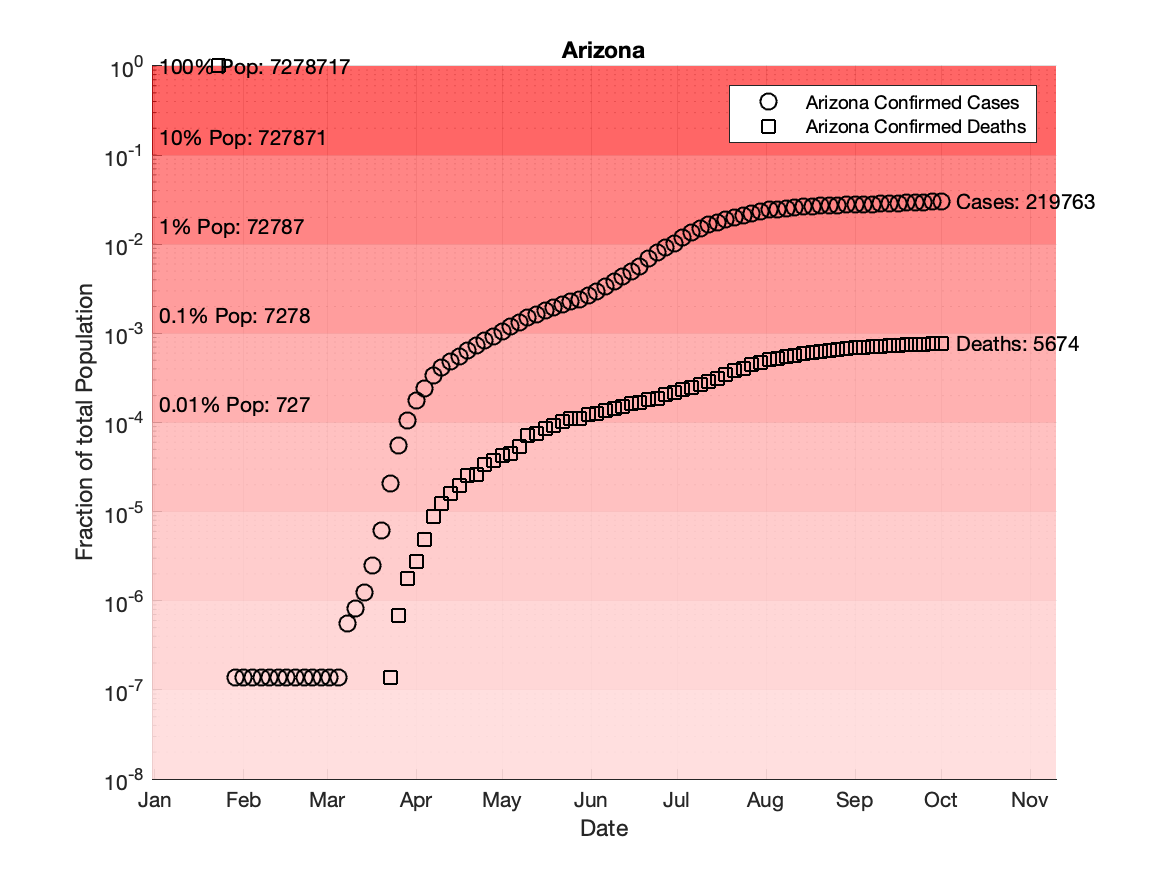 Arizona
10^0
100% Pop: 7278717
Arizona Confirmed Cases
Arizona Confirmed Deaths
10% Pop: 727871
10^-1
Cases: 219763
1% Pop: 72787
10^-2
0.1% Pop: 7278
10^-3
Deaths: 5674
0.01% Pop: 727
10^-4
10^-5
10^-6
10^-7
10^-8
Fraction of total Population
Jan Feb Mar Apr May Jun Jul Aug Sep Oct Nov
Date